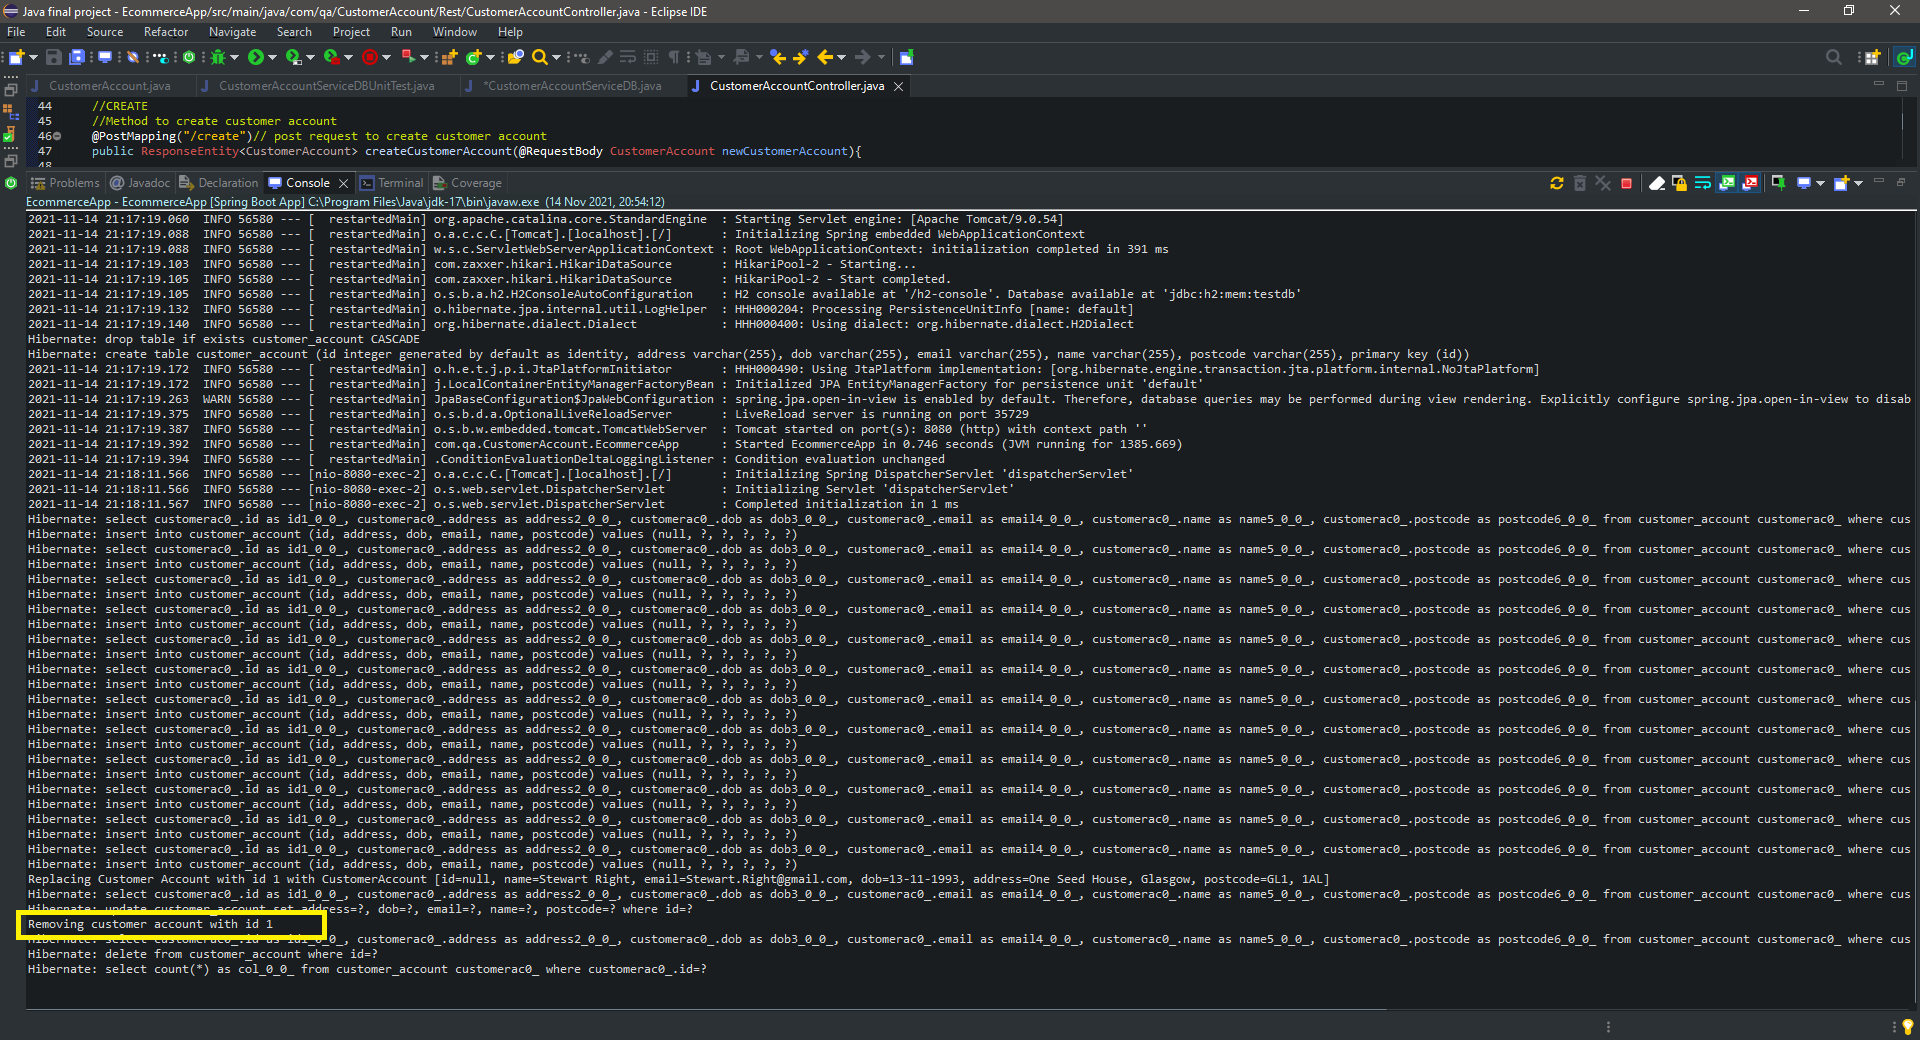 Java final project - EcommerceApp/src/main/java/com/qa/CustomerAccount/Rest/CustomerAccountController.java - Eclipse IDE
File Edit Source Refactor Navigate Search Project Run Window Help
CustomerAccount.java CustomerAccountServiceDBUnitTest.java *CustomerAccountServiceDB.java CustomerAccountController.java
44 //CREATE
45 //Method to create customer account
46 @PostMapping("/create")// post request to create customer account
47 public ResponseEntity<CustomerAccount> createCustomerAccount(@RequestBody CustomerAccount newCustomerAccount){
48
Problems Javadoc Declaration Console Terminal Coverage
EcommerceApp - EcommerceApp [Spring Boot App] C:\Program Files\Java\jdk-17\bin\javaw.exe (14 Nov 2021, 20:54:12)
2021-11-14 21:17:19.060 INFO 56580 --- [ restartedMain] org.apache.catalina.core.StandardEngine : Starting Servlet engine: [Apache Tomcat/9.0.54]
2021-11-14 21:17:19.088 INFO 56580 --- [ restartedMain] o.a.c.c.C.[Tomcat].[localhost].[/] : Initializing Spring embedded WebApplicationContext
2021-11-14 21:17:19.088 INFO 56580 --- [ restartedMain] w.s.c.ServletWebServerApplicationContext : Root WebApplicationContext: initialization completed in 391 ms
2021-11-14 21:17:19.103 INFO 56580 --- [ restartedMain] com.zaxxer.hikari.HikariDataSource : HikariPool-2 - Starting...
2021-11-14 21:17:19.105 INFO 56580 --- [ restartedMain] com.zaxxer.hikari.HikariDataSource : HikariPool-2 - Start completed.
2021-11-14 21:17:19.105 INFO 56580 --- [ restartedMain] o.s.b.a.h2.H2ConsoleAutoConfiguration : H2 console available at '/h2-console'. Database available at 'jdbc:h2:mem:testdb'
2021-11-14 21:17:19.132 INFO 56580 --- [ restartedMain] o.hibernate.jpa.internal.util.LogHelper : HHH000204: Processing PersistenceUnitInfo [name: default]
2021-11-14 21:17:19.140 INFO 56580 --- [ restartedMain] org.hibernate.dialect.Dialect : HHH000400: Using dialect: org.hibernate.dialect.H2Dialect
Hibernate: drop table if exists customer_account CASCADE
Hibernate: create table customer_account (id integer generated by default as identity, address varchar(255), dob varchar(255), email varchar(255), name varchar(255), postcode varchar(255), primary key (id))
2021-11-14 21:17:19.172 INFO 56580 --- [ restartedMain] o.h.e.t.j.p.i.JtaPlatformInitiator : HHH000490: Using JtaPlatform implementation: [org.hibernate.engine.transaction.jta.platform.internal.NoJtaPlatform]
2021-11-14 21:17:19.172 INFO 56580 --- [ restartedMain] j.LocalContainerEntityManagerFactoryBean : Initialized JPA EntityManagerFactory for persistence unit 'default'
2021-11-14 21:17:19.263 WARN 56580 --- [ restartedMain] JpaBaseConfiguration$JpaWebConfiguration : spring.jpa.open-in-view is enabled by default. Therefore, database queries may be performed during view rendering. Explicitly configure spring.jpa.open-in-view to disab
2021-11-14 21:17:19.375 INFO 56580 --- [ restartedMain] o.s.b.d.a.OptionalLiveReloadServer : LiveReload server is running on port 35729
2021-11-14 21:17:19.387 INFO 56580 --- [ restartedMain] o.s.b.w.embedded.tomcat.TomcatWebServer : Tomcat started on port(s): 8080 (http) with context path ''
2021-11-14 21:17:19.392 INFO 56580 --- [ restartedMain] com.qa.CustomerAccount.EcommerceApp : Started EcommerceApp in 0.746 seconds (JVM running for 1385.669)
2021-11-14 21:17:19.394 INFO 56580 --- [ restartedMain] .ConditionEvaluationDeltaLoggingListener : Condition evaluation unchanged
2021-11-14 21:18:11.566 INFO 56580 --- [nio-8080-exec-2] o.a.c.c.C.[Tomcat].[localhost].[/] : Initializing Spring DispatcherServlet 'dispatcherServlet'
2021-11-14 21:18:11.566 INFO 56580 --- [nio-8080-exec-2] o.s.web.servlet.DispatcherServlet : Initializing Servlet 'dispatcherServlet'
2021-11-14 21:18:11.567 INFO 56580 --- [nio-8080-exec-2] o.s.web.servlet.DispatcherServlet : Completed initialization in 1 ms
Hibernate: select customerac0_.id as id1_0_0_, customerac0_.address as address2_0_0_, customerac0_.dob as dob3_0_0_, customerac0_.email as email4_0_0_, customerac0_.name as name5_0_0_, customerac0_.postcode as postcode6_0_0_ from customer_account customerac0_ where cus
Hibernate: insert into customer_account (id, address, dob, email, name, postcode) values (null, ?, ?, ?, ?, ?)
Hibernate: select customerac0_.id as id1_0_0_, customerac0_.address as address2_0_0_, customerac0_.dob as dob3_0_0_, customerac0_.email as email4_0_0_, customerac0_.name as name5_0_0_, customerac0_.postcode as postcode6_0_0_ from customer_account customerac0_ where cus
Hibernate: insert into customer_account (id, address, dob, email, name, postcode) values (null, ?, ?, ?, ?, ?)
Hibernate: select customerac0_.id as id1_0_0_, customerac0_.address as address2_0_0_, customerac0_.dob as dob3_0_0_, customerac0_.email as email4_0_0_, customerac0_.name as name5_0_0_, customerac0_.postcode as postcode6_0_0_ from customer_account customerac0_ where cus
Hibernate: insert into customer_account (id, address, dob, email, name, postcode) values (null, ?, ?, ?, ?, ?)
Hibernate: select customerac0_.id as id1_0_0_, customerac0_.address as address2_0_0_, customerac0_.dob as dob3_0_0_, customerac0_.email as email4_0_0_, customerac0_.name as name5_0_0_, customerac0_.postcode as postcode6_0_0_ from customer_account customerac0_ where cus
Hibernate: insert into customer_account (id, address, dob, email, name, postcode) values (null, ?, ?, ?, ?, ?)
Hibernate: select customerac0_.id as id1_0_0_, customerac0_.address as address2_0_0_, customerac0_.dob as dob3_0_0_, customerac0_.email as email4_0_0_, customerac0_.name as name5_0_0_, customerac0_.postcode as postcode6_0_0_ from customer_account customerac0_ where cus
Hibernate: insert into customer_account (id, address, dob, email, name, postcode) values (null, ?, ?, ?, ?, ?)
Hibernate: select customerac0_.id as id1_0_0_, customerac0_.address as address2_0_0_, customerac0_.dob as dob3_0_0_, customerac0_.email as email4_0_0_, customerac0_.name as name5_0_0_, customerac0_.postcode as postcode6_0_0_ from customer_account customerac0_ where cus
Hibernate: insert into customer_account (id, address, dob, email, name, postcode) values (null, ?, ?, ?, ?, ?)
Hibernate: select customerac0_.id as id1_0_0_, customerac0_.address as address2_0_0_, customerac0_.dob as dob3_0_0_, customerac0_.email as email4_0_0_, customerac0_.name as name5_0_0_, customerac0_.postcode as postcode6_0_0_ from customer_account customerac0_ where cus
Hibernate: insert into customer_account (id, address, dob, email, name, postcode) values (null, ?, ?, ?, ?, ?)
Hibernate: select customerac0_.id as id1_0_0_, customerac0_.address as address2_0_0_, customerac0_.dob as dob3_0_0_, customerac0_.email as email4_0_0_, customerac0_.name as name5_0_0_, customerac0_.postcode as postcode6_0_0_ from customer_account customerac0_ where cus
Hibernate: insert into customer_account (id, address, dob, email, name, postcode) values (null, ?, ?, ?, ?, ?)
Hibernate: select customerac0_.id as id1_0_0_, customerac0_.address as address2_0_0_, customerac0_.dob as dob3_0_0_, customerac0_.email as email4_0_0_, customerac0_.name as name5_0_0_, customerac0_.postcode as postcode6_0_0_ from customer_account customerac0_ where cus
Hibernate: insert into customer_account (id, address, dob, email, name, postcode) values (null, ?, ?, ?, ?, ?)
Hibernate: select customerac0_.id as id1_0_0_, customerac0_.address as address2_0_0_, customerac0_.dob as dob3_0_0_, customerac0_.email as email4_0_0_, customerac0_.name as name5_0_0_, customerac0_.postcode as postcode6_0_0_ from customer_account customerac0_ where cus
Hibernate: insert into customer_account (id, address, dob, email, name, postcode) values (null, ?, ?, ?, ?, ?)
Hibernate: select customerac0_.id as id1_0_0_, customerac0_.address as address2_0_0_, customerac0_.dob as dob3_0_0_, customerac0_.email as email4_0_0_, customerac0_.name as name5_0_0_, customerac0_.postcode as postcode6_0_0_ from customer_account customerac0_ where cus
Hibernate: insert into customer_account (id, address, dob, email, name, postcode) values (null, ?, ?, ?, ?, ?)
Hibernate: select customerac0_.id as id1_0_0_, customerac0_.address as address2_0_0_, customerac0_.dob as dob3_0_0_, customerac0_.email as email4_0_0_, customerac0_.name as name5_0_0_, customerac0_.postcode as postcode6_0_0_ from customer_account customerac0_ where cus
Hibernate: insert into customer_account (id, address, dob, email, name, postcode) values (null, ?, ?, ?, ?, ?)
Replacing Customer Account with id 1 with CustomerAccount [id=null, name=Stewart Right, email=Stewart.Right@gmail.com, dob=13-11-1993, address=One Seed House, Glasgow, postcode=GL1, 1AL]
Hibernate: select customerac0_.id as id1_0_0_, customerac0_.address as address2_0_0_, customerac0_.dob as dob3_0_0_, customerac0_.email as email4_0_0_, customerac0_.name as name5_0_0_, customerac0_.postcode as postcode6_0_0_ from customer_account customerac0_ where cus
Hibernate: update customer_account set address=?, dob=?, email=?, name=?, postcode=? where id=?
Removing customer account with id 1
Hibernate: select customerac0_.id as id1_0_0_, customerac0_.address as address2_0_0_, customerac0_.dob as dob3_0_0_, customerac0_.email as email4_0_0_, customerac0_.name as name5_0_0_, customerac0_.postcode as postcode6_0_0_ from customer_account customerac0_ where cus
Hibernate: delete from customer_account where id=?
Hibernate: select count(*) as col_0_0_ from customer_account customerac0_ where customerac0_.id=?